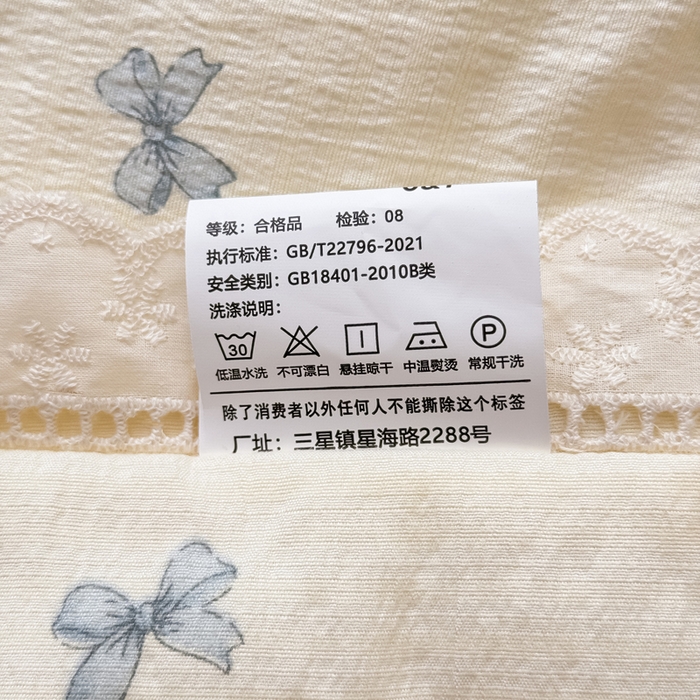 等级：合格品 检验：08
执行标准：GB/T22796-2021
安全类别：GB18401-2010B类
洗涤说明：
30 P
低温水洗 不可漂白 悬挂晾干 中温熨烫 常规干洗
除了消费者以外任何人不能撕除这个标签
厂址：三星镇星海路2288号